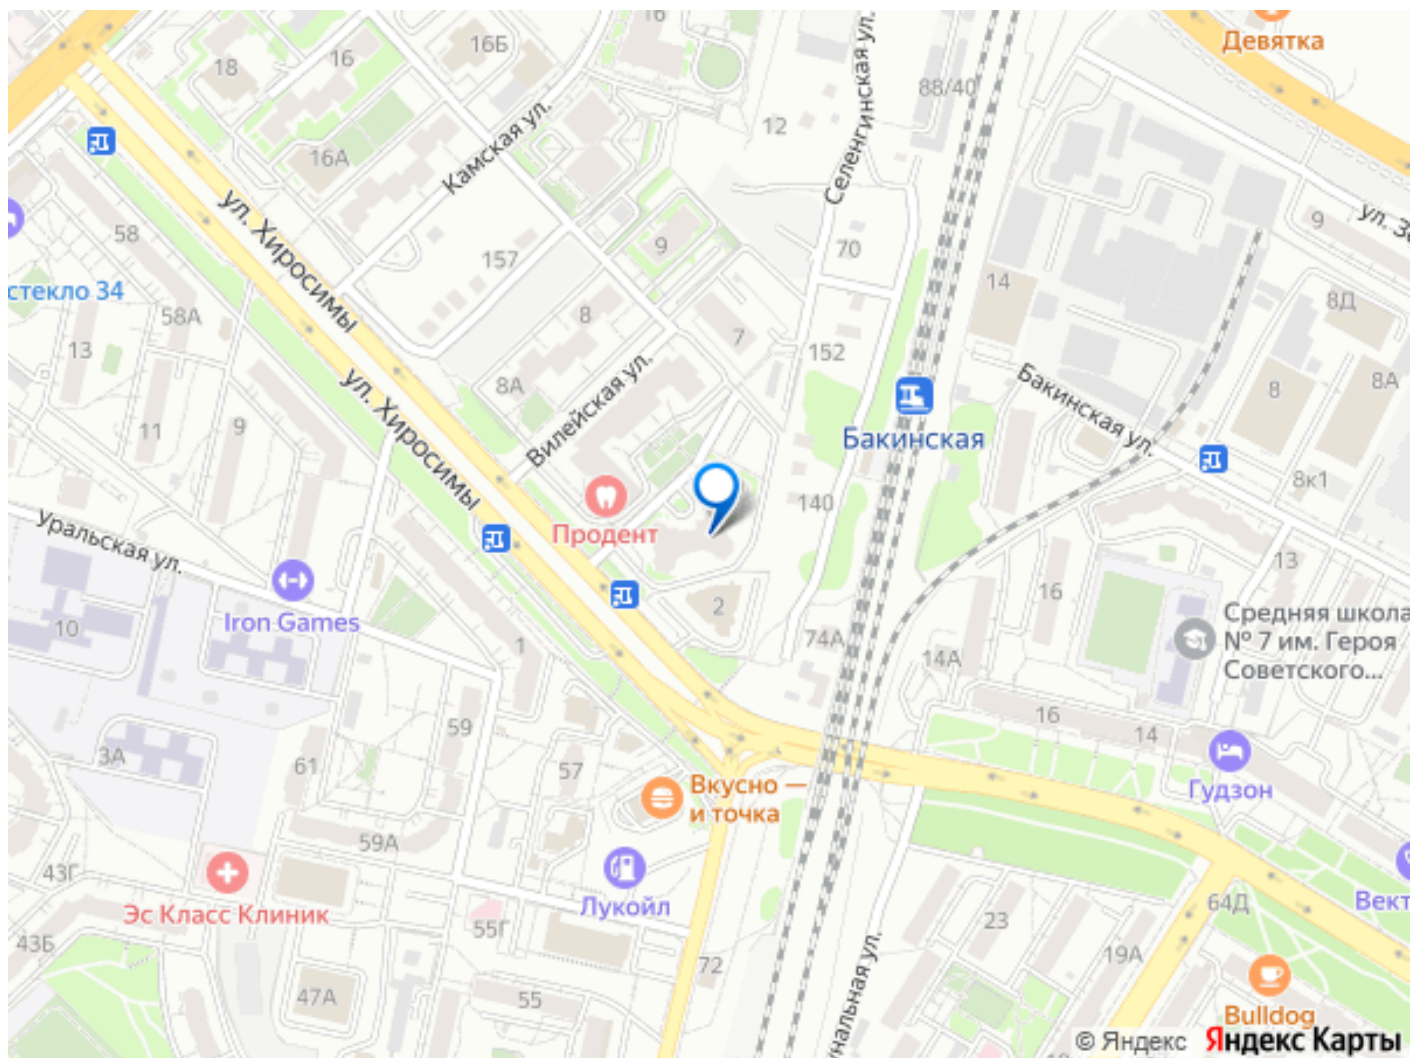 Девятка
16
16Б
16
18
88/40
12
Селенгинская ул.
Камская ул.
16А
ул. Хиросимы
58
9
ул. Зе
9
70
157
14
стекло 34
58А
8
7
8Д
13
152
8А
ул. Хиросимы
Вилейская ул.
8
8А
Бакинская ул.
11
9
Бакинская
8к1
140
Продент
Уральская ул.
13
16
2
Средняя школа
№ 7 им. Героя
Советского...
Iron Games
10
1
74А
14А
16
14
59
3А
61
57
Гудзон
Вкусно —
и точка
59А
43Г
Эс Класс Клиник
Лукойл
Вект
64Д
23
55Г
43Б
19А
72
47А
55
нальная ул.
Bulldog
© Яндекс Яндекс Карты